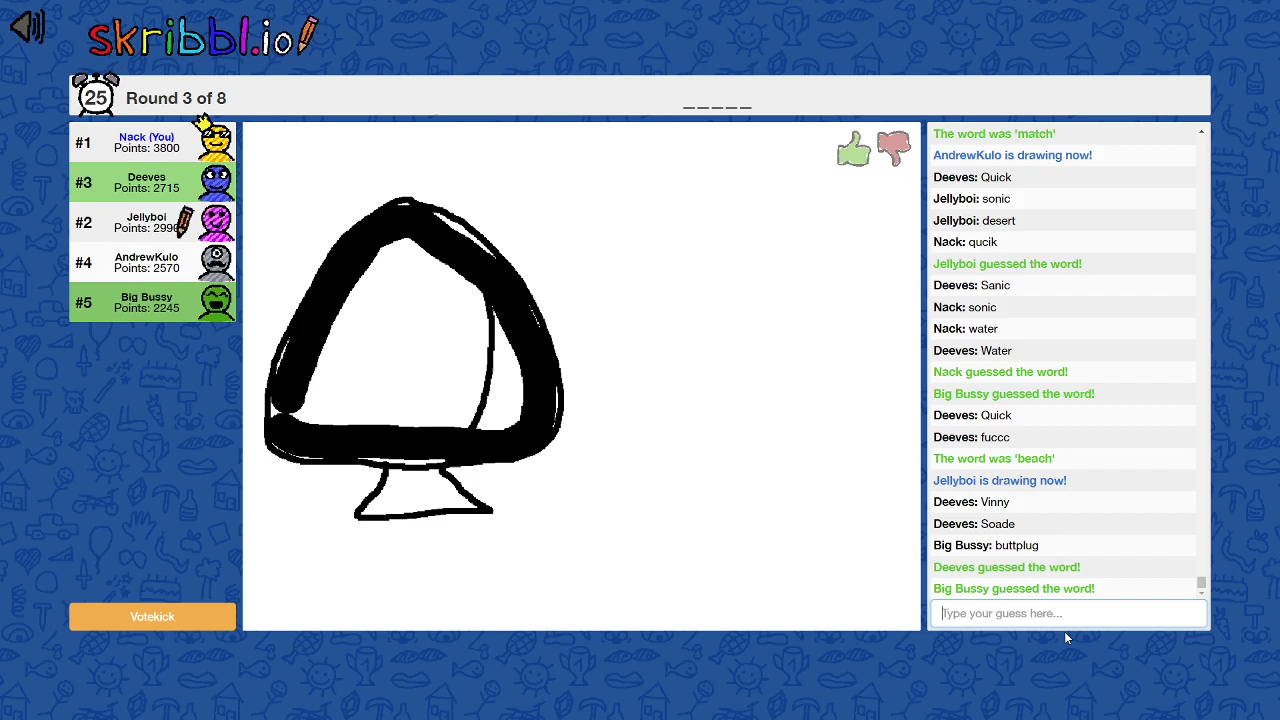 skribbl.io
25
Round 3 of 8
_ _ _ _ _
#1
Nack (You)
Points: 3800
#3
Deeves
Points: 2715
#2
Jellyboi
Points: 2990
#4
AndrewKulo
Points: 2570
#5
Big Bussy
Points: 2245
Votekick
The word was 'match'
AndrewKulo is drawing now!
Deeves: Quick
Jellyboi: sonic
Jellyboi: desert
Nack: qucik
Jellyboi guessed the word!
Deeves: Sanic
Nack: sonic
Nack: water
Deeves: Water
Nack guessed the word!
Big Bussy guessed the word!
Deeves: Quick
Deeves: fuccc
The word was 'beach'
Jellyboi is drawing now!
Deeves: Vinny
Deeves: Soade
Big Bussy: buttplug
Deeves guessed the word!
Big Bussy guessed the word!
Type your guess here...